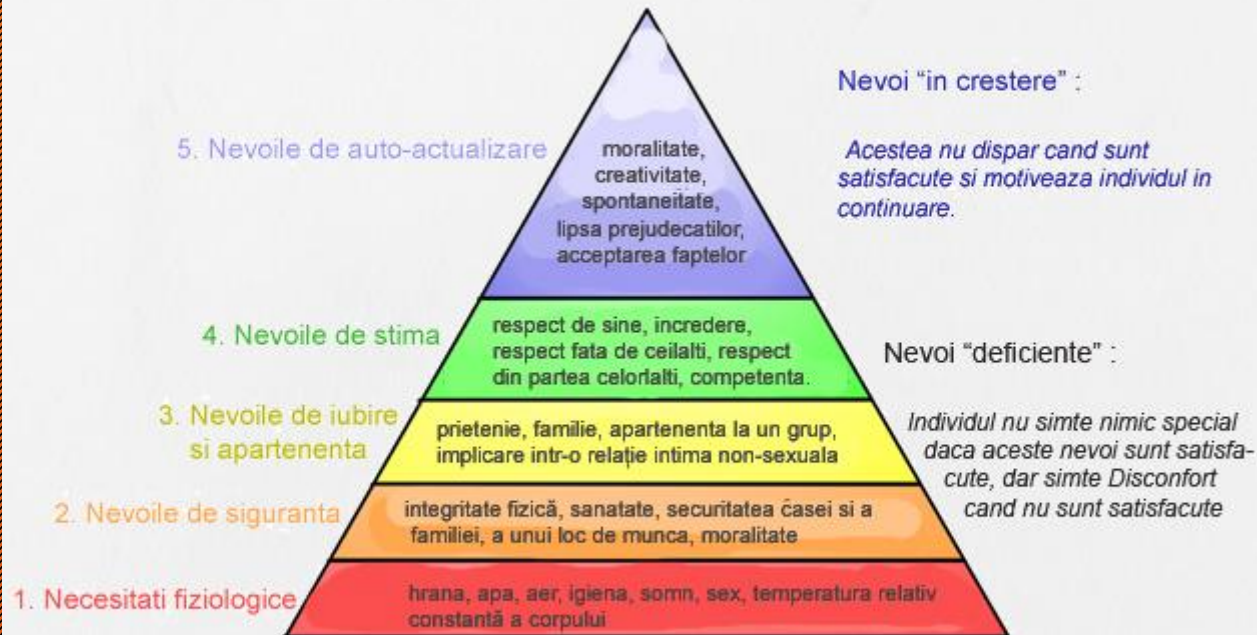 Nevoi "in crestere" :
5. Nevoile de auto-actualizare
moralitate,
creativitate,
spontaneitate,
lipsa prejudecatilor,
acceptarea faptelor
Acestea nu dispar cand sunt
satisfacute si motiveaza individul in
continuare.
4. Nevoile de stima
respect de sine, incredere,
respect fata de ceilalti, respect
din partea celorlalti, competenta.
Nevoi "deficiente" :
3. Nevoile de iubire
si apartenenta
prietenie, familie, apartenenta la un grup,
implicare intr-o relație intima non-sexuala
Individul nu simte nimic special
daca aceste nevoi sunt satisfa-
cute, dar simte Disconfort
cand nu sunt satisfacute
2. Nevoile de siguranta
integritate fizică, sanatate, securitatea casei si a
familiei, a unui loc de munca, moralitate
1. Necesitati fiziologice
hrana, apa, aer, igiena, somn, sex, temperatura relativ
constantă a corpului